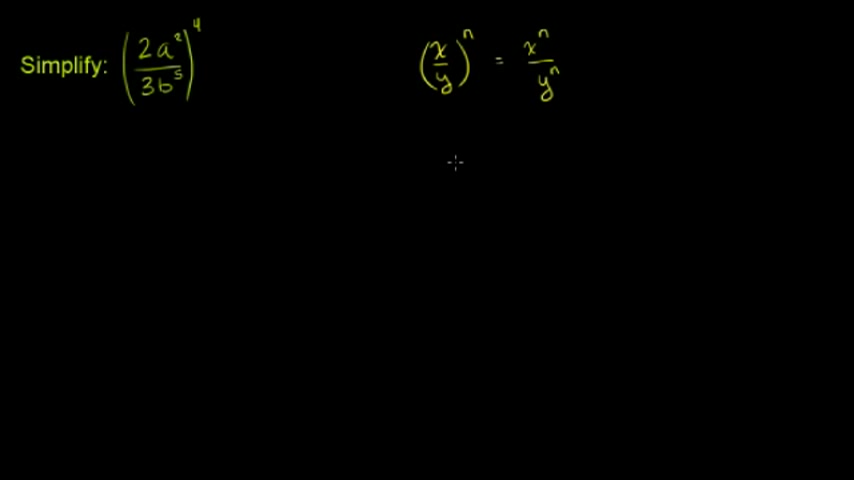 Simplify: (2a²/3b⁵)⁴
(x/y)ⁿ = xⁿ/yⁿ